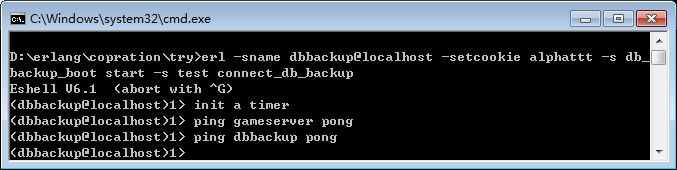 C:\Windows\system32\cmd.exe
D:\erlang\copration\try>erl -sname dbbackup@localhost -setcookie alphattt -s db_
backup_boot start -s test connect_db_backup
Eshell V6.1  (abort with ^G)
(dbbackup@localhost)1> init a timer
(dbbackup@localhost)1> ping gameserver pong
(dbbackup@localhost)1> ping dbbackup pong
(dbbackup@localhost)1>